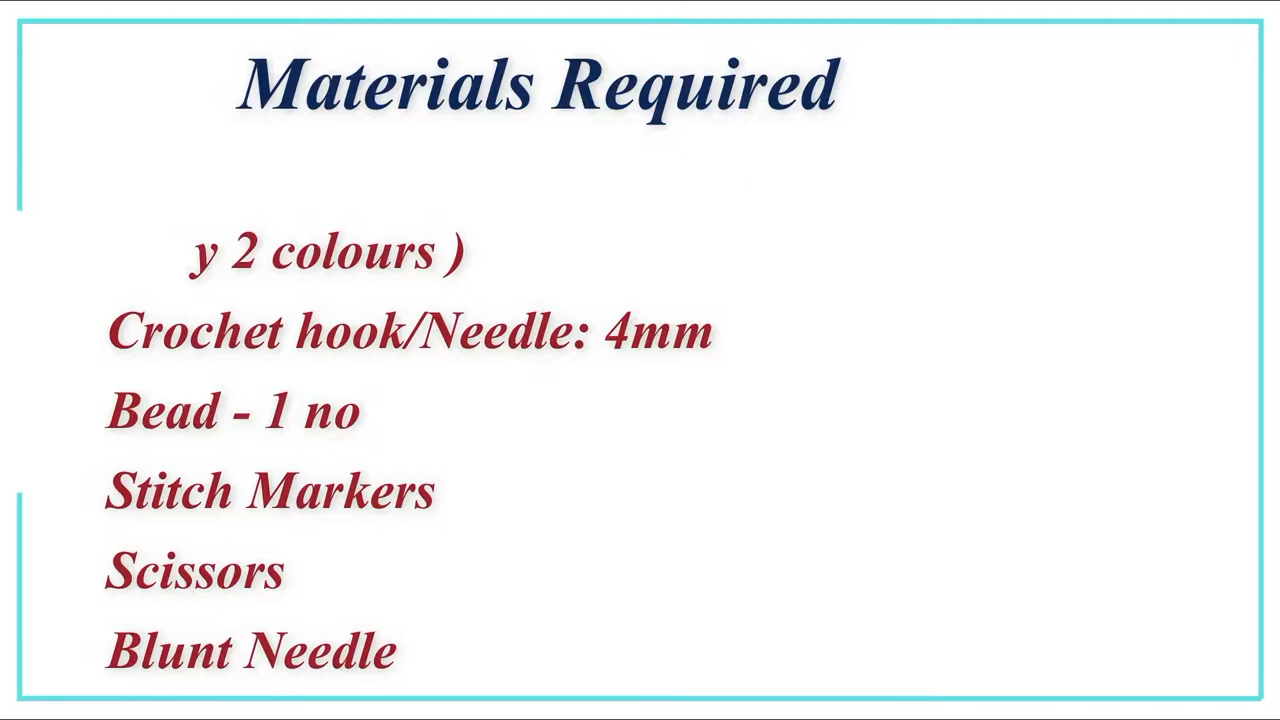 Materials Required
y 2 colours )
Crochet hook/Needle: 4mm
Bead - 1 no
Stitch Markers
Scissors
Blunt Needle